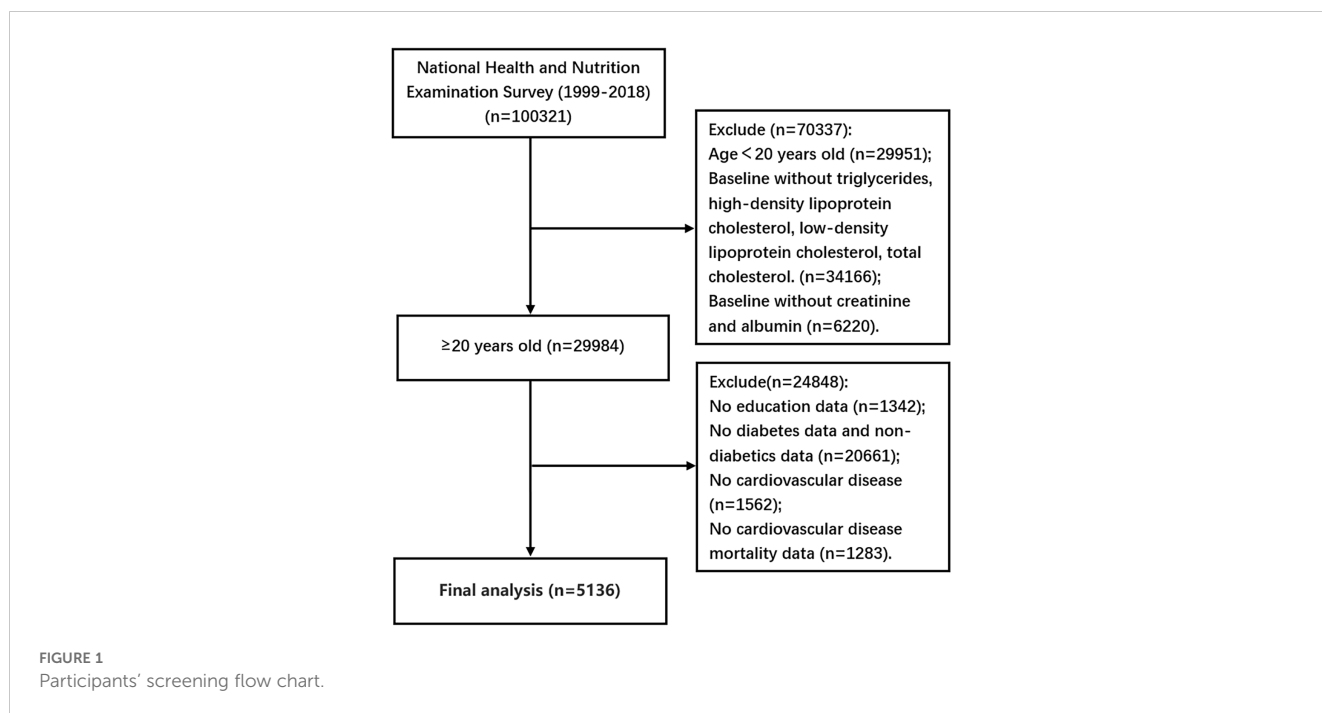 National Health and Nutrition
Examination Survey (1999-2018)
(n=100321)
Exclude (n=70337):
Age < 20 years old (n=29951);
Baseline without triglycerides,
high-density lipoprotein
cholesterol, low-density
lipoprotein cholesterol, total
cholesterol. (n=34166);
Baseline without creatinine
and albumin (n=6220).
≥20 years old (n=29984)
Exclude(n=24848):
No education data (n=1342);
No diabetes data and non-
diabetics data (n=20661);
No cardiovascular disease
(n=1562);
No cardiovascular disease
mortality data (n=1283).
Final analysis (n=5136)
FIGURE 1
Participants’ screening flow chart.